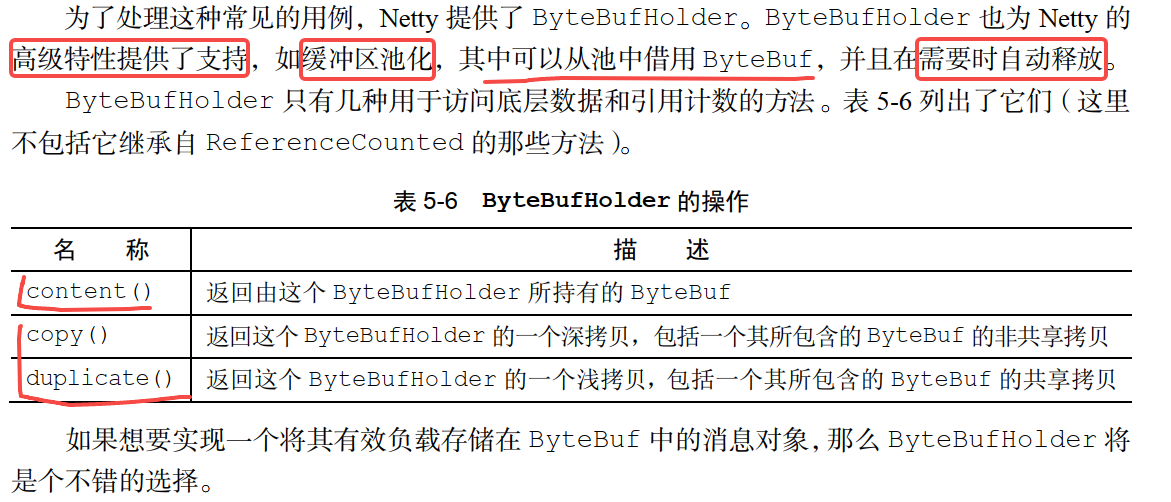 为了处理这种常见的用例，Netty 提供了 ByteBufHolder。ByteBufHolder 也为 Netty 的
高级特性提供了支持，如缓冲区池化，其中可以从池中借用 ByteBuf，并且在需要时自动释放。
ByteBufHolder 只有几种用于访问底层数据和引用计数的方法。表 5-6 列出了它们（这里
不包括它继承自 ReferenceCounted 的那些方法）。
表 5-6 ByteBufHolder 的操作
名 称 描 述
content() 返回由这个 ByteBufHolder 所持有的 ByteBuf
copy() 返回这个 ByteBufHolder 的一个深拷贝，包括一个其所包含的 ByteBuf 的非共享拷贝
duplicate() 返回这个 ByteBufHolder 的一个浅拷贝，包括一个其所包含的 ByteBuf 的共享拷贝
如果想要实现一个将其有效负载存储在 ByteBuf 中的消息对象，那么 ByteBufHolder 将
是个不错的选择。